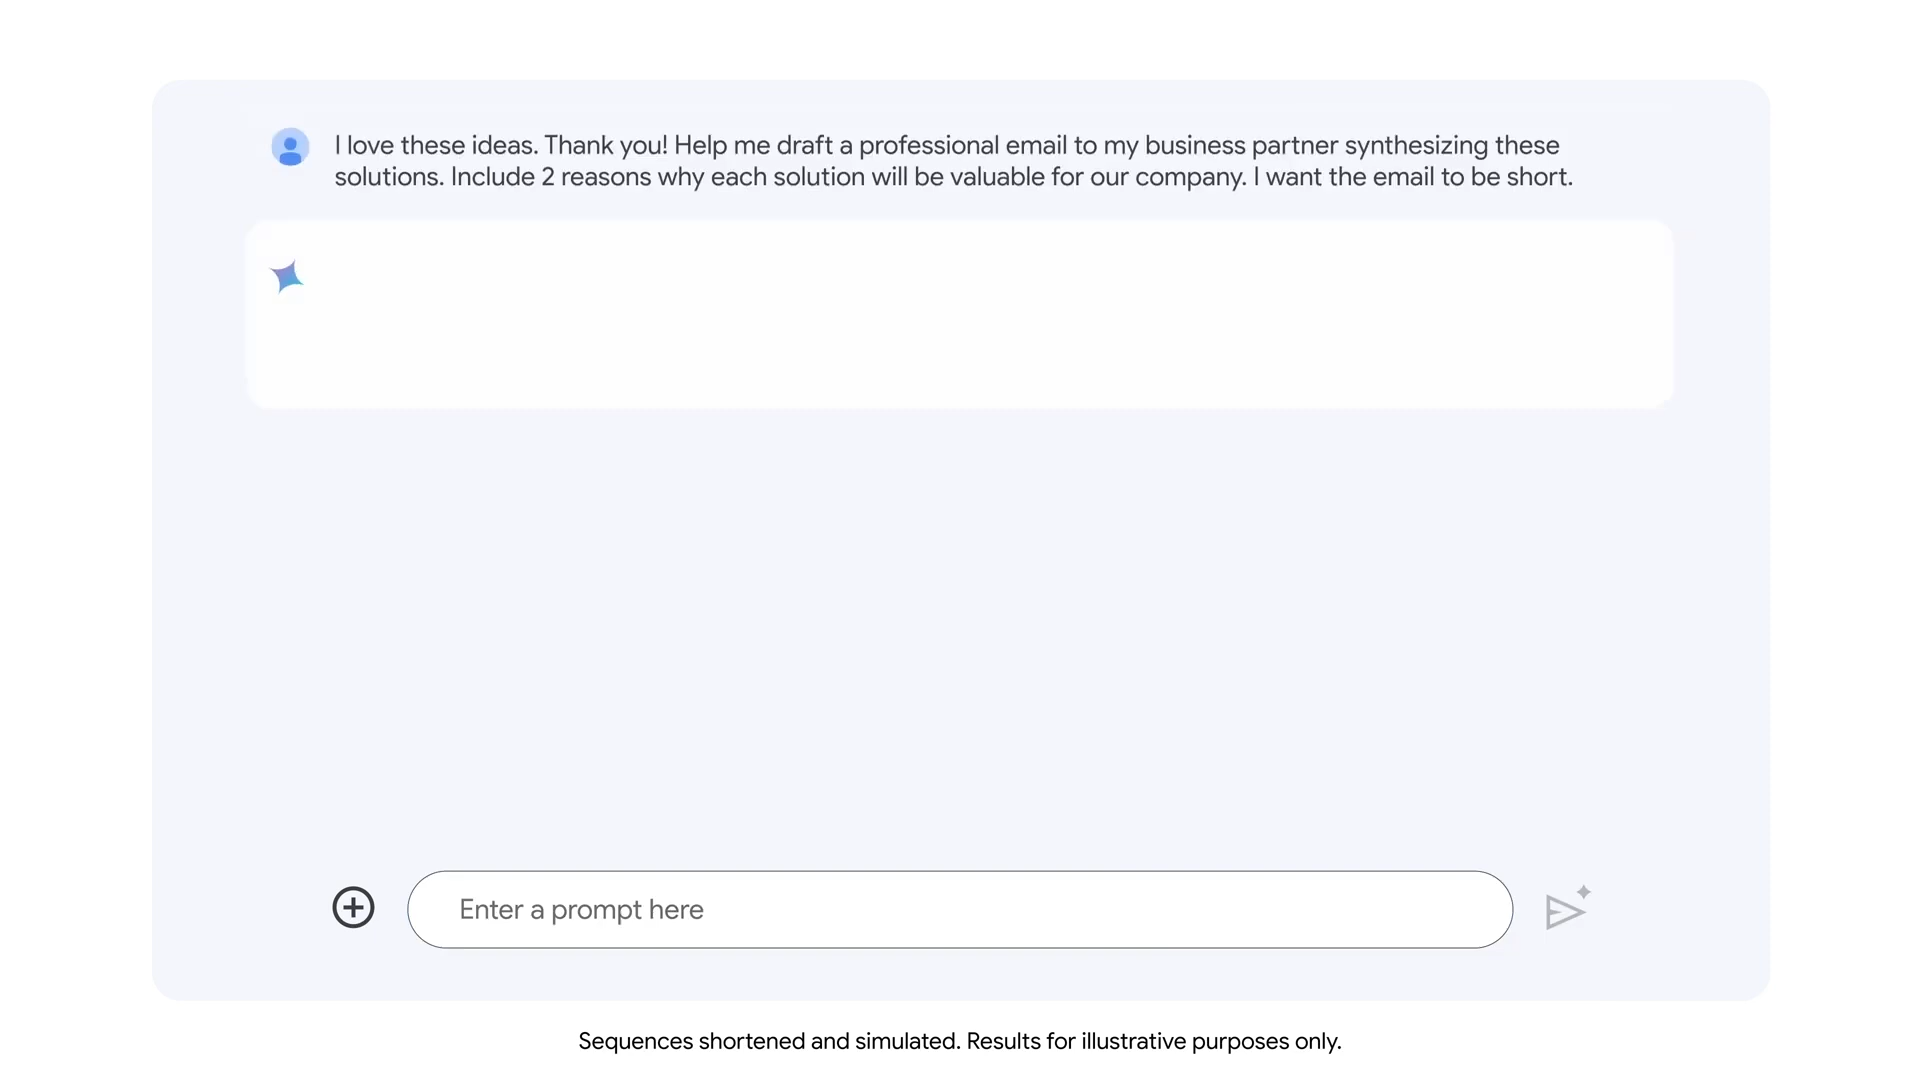 I love these ideas. Thank you! Help me draft a professional email to my business partner synthesizing these
solutions. Include 2 reasons why each solution will be valuable for our company. I want the email to be short.
Enter a prompt here
Sequences shortened and simulated. Results for illustrative purposes only.